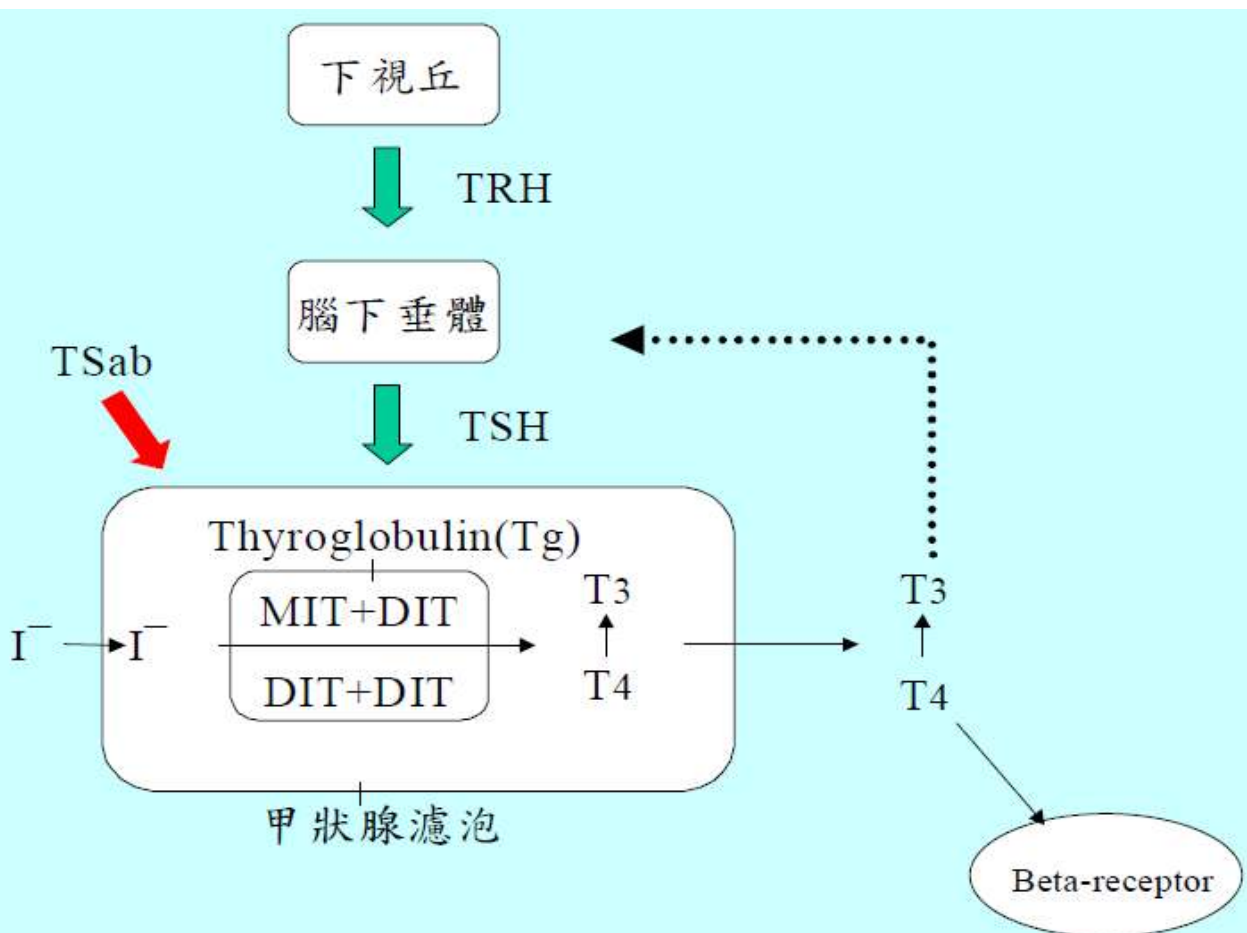 下視丘
TRH
腦下垂體
TSab
TSH
Thyroglobulin(Tg)
MIT+DIT
DIT+DIT
I⁻
I⁻
T3
T4
T3
T4
甲狀腺濾泡
Beta-receptor